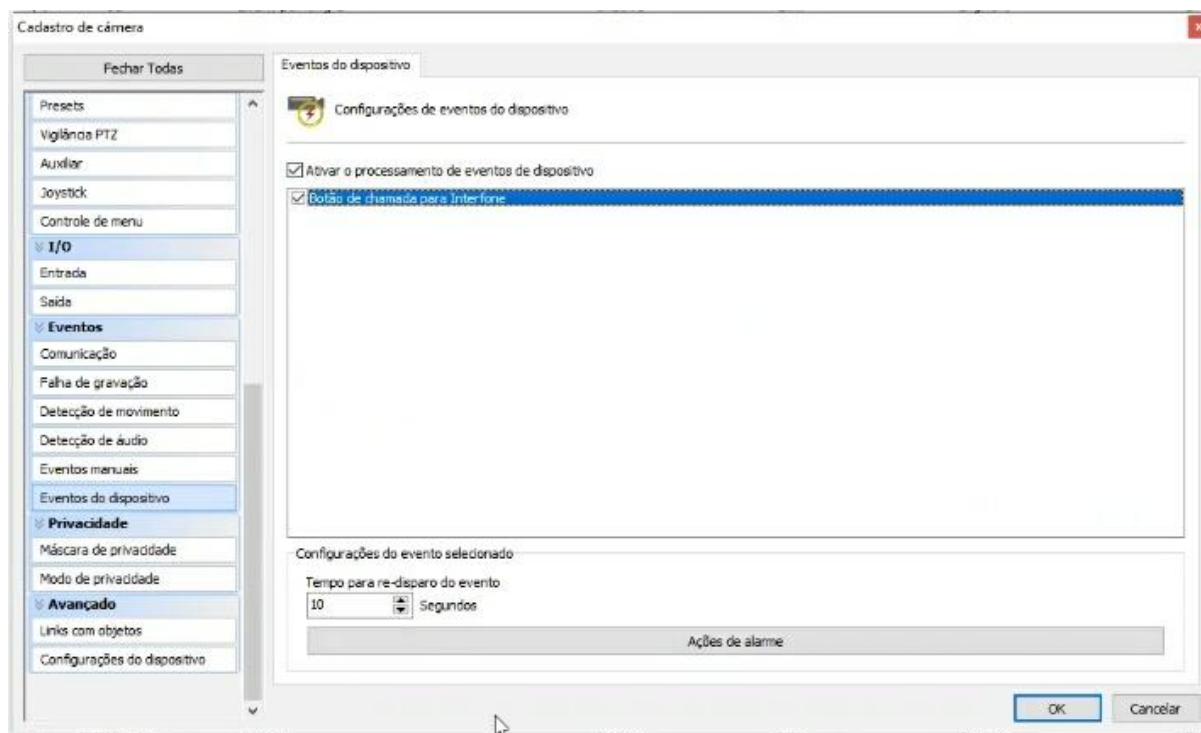 Cadastro de câmera
Fechar Todas
Presets
Vigilância PTZ
Auxiliar
Joystick
Controle de menu
I/O
Entrada
Saída
Eventos
Comunicação
Falha de gravação
Detecção de movimento
Detecção de áudio
Eventos manuais
Eventos do dispositivo
Privacidade
Máscara de privacidade
Modo de privacidade
Avançado
Links com objetos
Configurações do dispositivo
Eventos do dispositivo
Configurações de eventos do dispositivo
Ativar o processamento de eventos de dispositivo
Botão de chamada para Interfone
Configurações do evento selecionado
Tempo para re-disparo do evento
10 Segundos
Ações de alarme
OK Cancelar